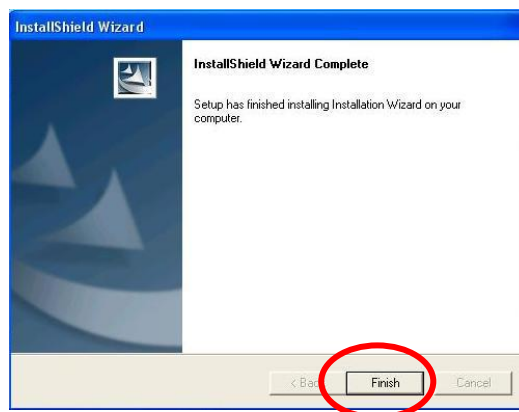 InstallShield Wizard
InstallShield Wizard Complete
Setup has finished installing Installation Wizard on your
computer.
< Back
Finish
Cancel